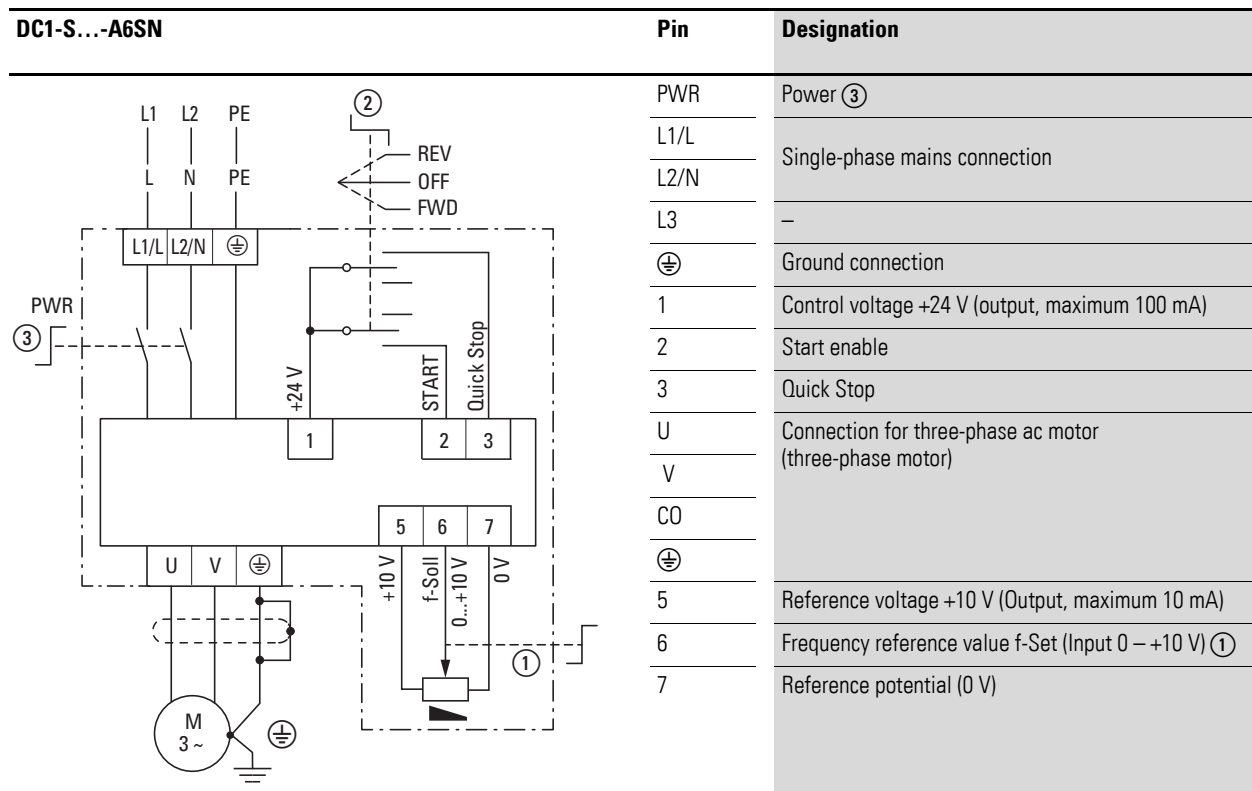 DC1-S...-A6SN
Pin
Designation
L1 L2 PE
L N PE
L1/L L2/N
PWR
③
②
REV
OFF
FWD
+24 V
START
Quick Stop
1
2 3
5 6 7
U V
+10 V
f-Soll
0...+10 V
0 V
①
M
3 ~
PWR Power ③
L1/L
Single-phase mains connection
L2/N
L3 –
Ground connection
1 Control voltage +24 V (output, maximum 100 mA)
2 Start enable
3 Quick Stop
U Connection for three-phase ac motor
(three-phase motor)
V
CO
5 Reference voltage +10 V (Output, maximum 10 mA)
6 Frequency reference value f-Set (Input 0 – +10 V) ①
7 Reference potential (0 V)